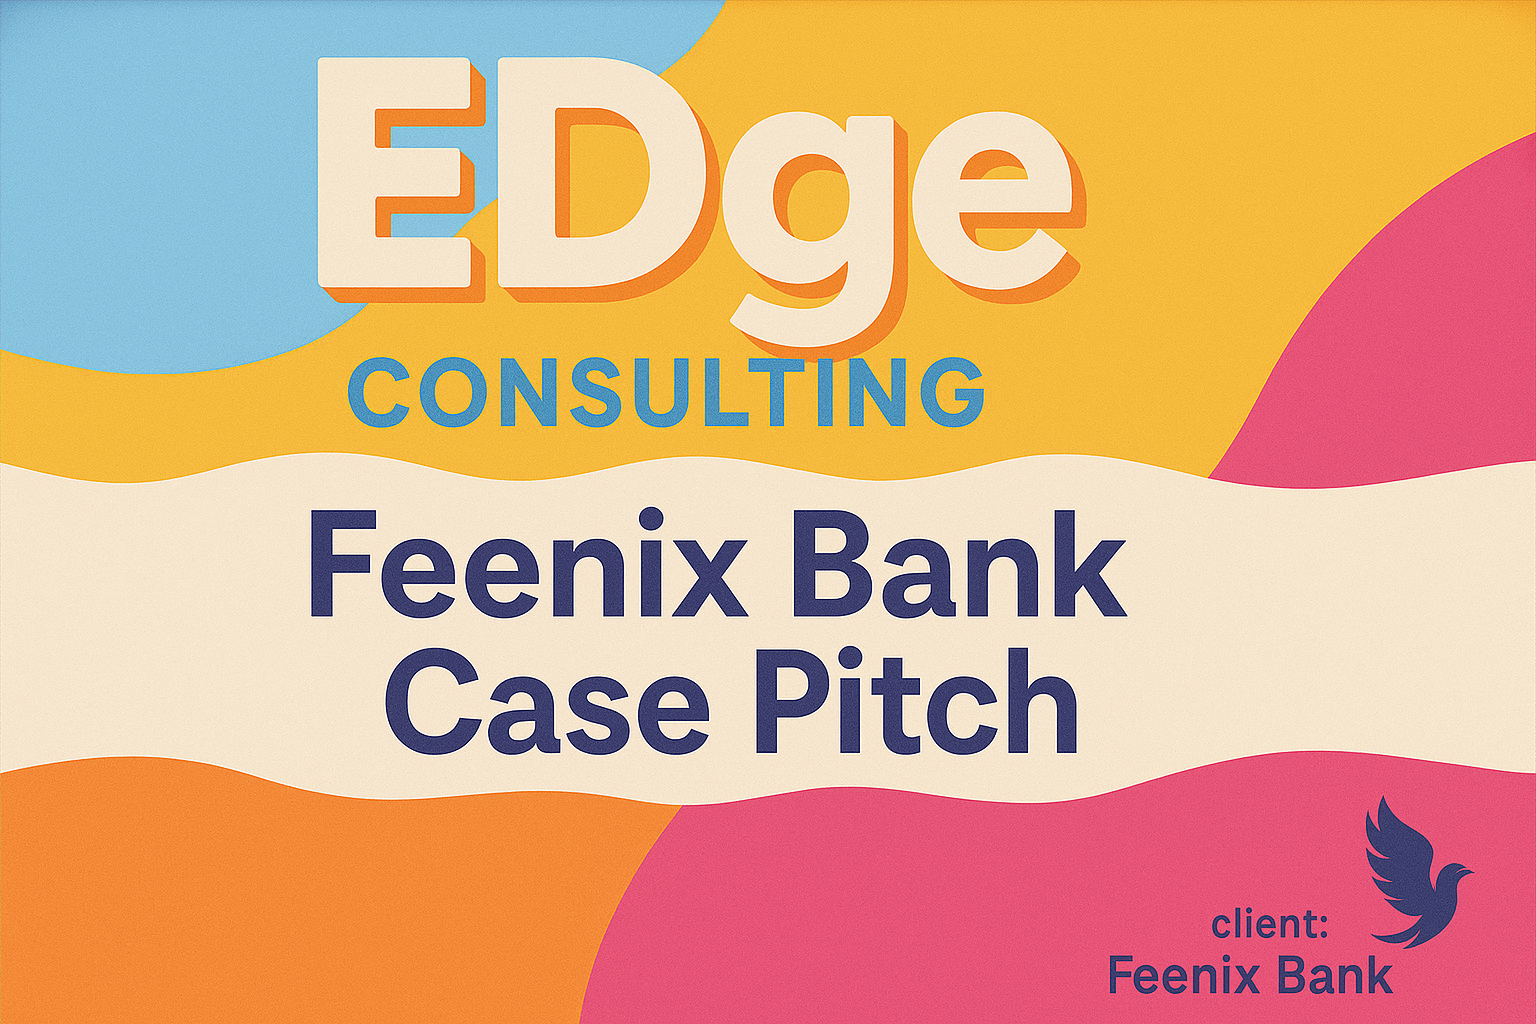 EDge
CONSULTING
Feenix Bank
Case Pitch
client:
Feenix Bank